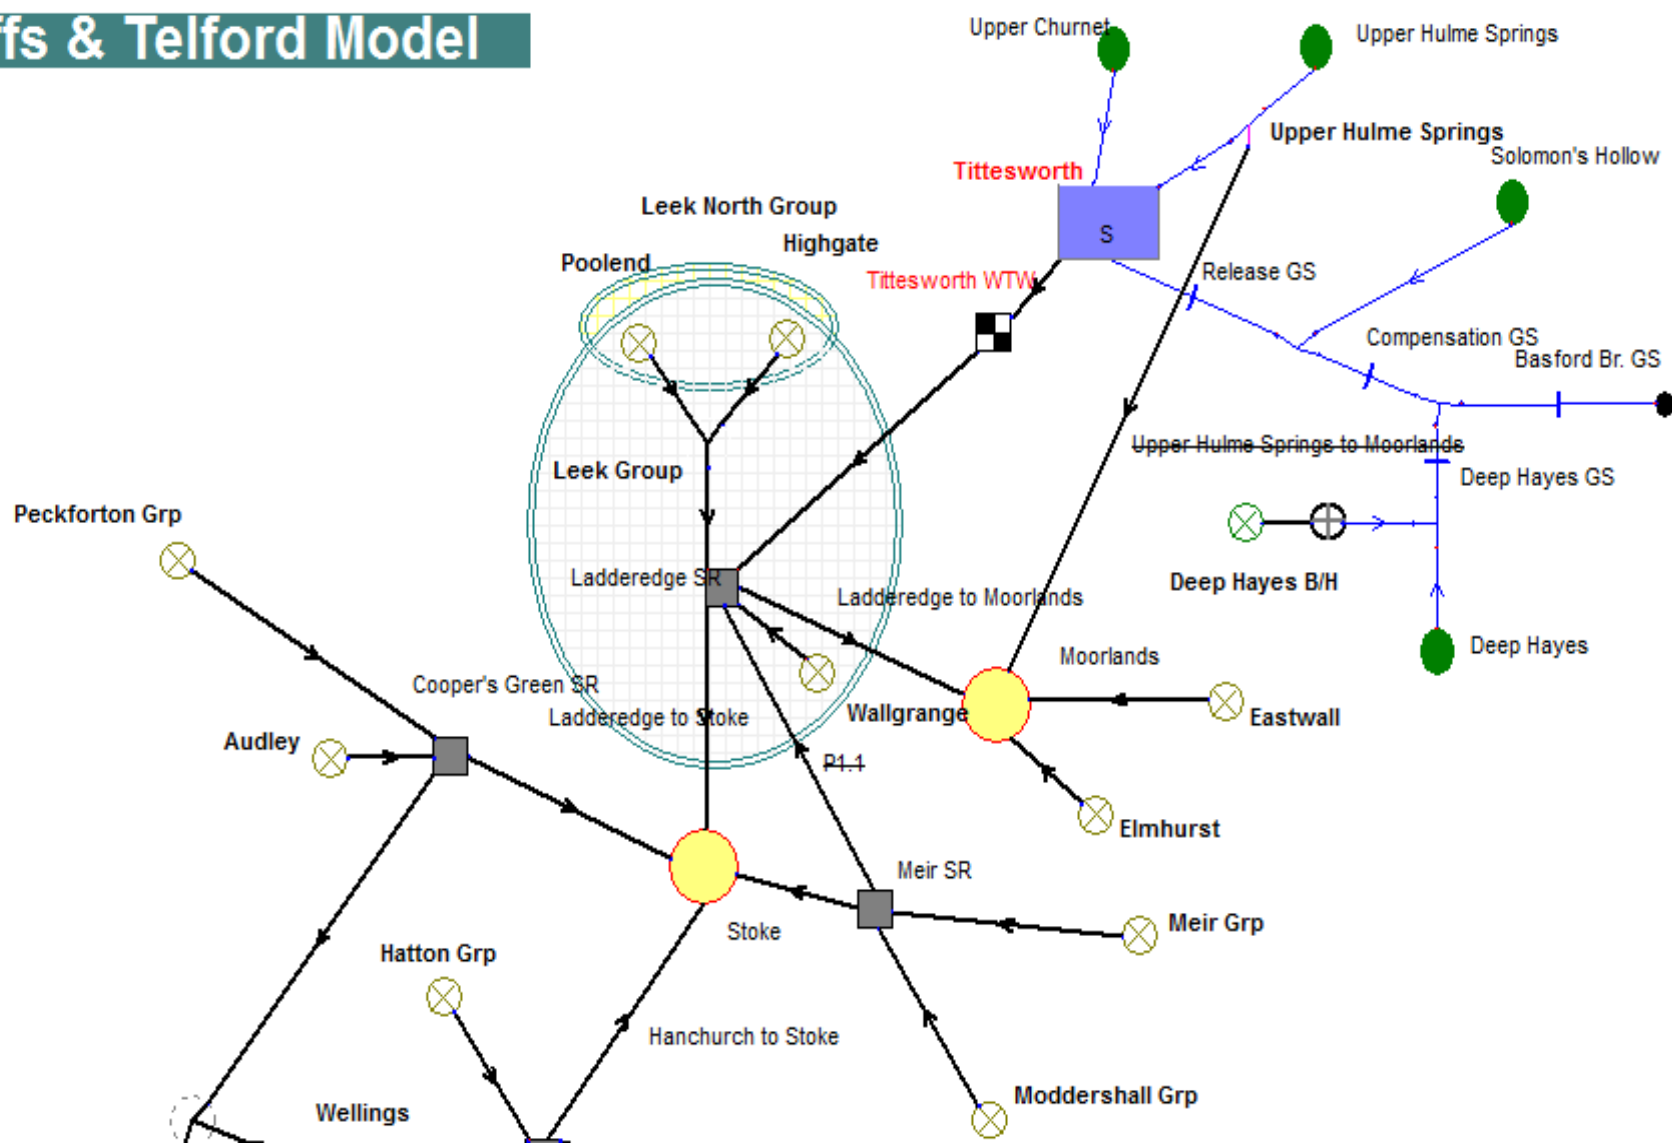 ffs & Telford Model
Upper Churnet
Upper Hulme Springs
Upper Hulme Springs
Solomon's Hollow
Tittesworth
S
Leek North Group
Highgate
Poolend
Tittesworth WTW
Release GS
Compensation GS
Basford Br. GS
Upper Hulme Springs to Moorlands
Leek Group
Deep Hayes GS
Peckforton Grp
Ladderedge SR
Deep Hayes B/H
Ladderedge to Moorlands
Moorlands
Deep Hayes
Cooper's Green SR
Ladderedge to Stoke
Wallgrange
Eastwall
Audley
P1.1
Elmhurst
Meir SR
Stoke
Meir Grp
Hatton Grp
Hanchurch to Stoke
Moddershall Grp
Wellings